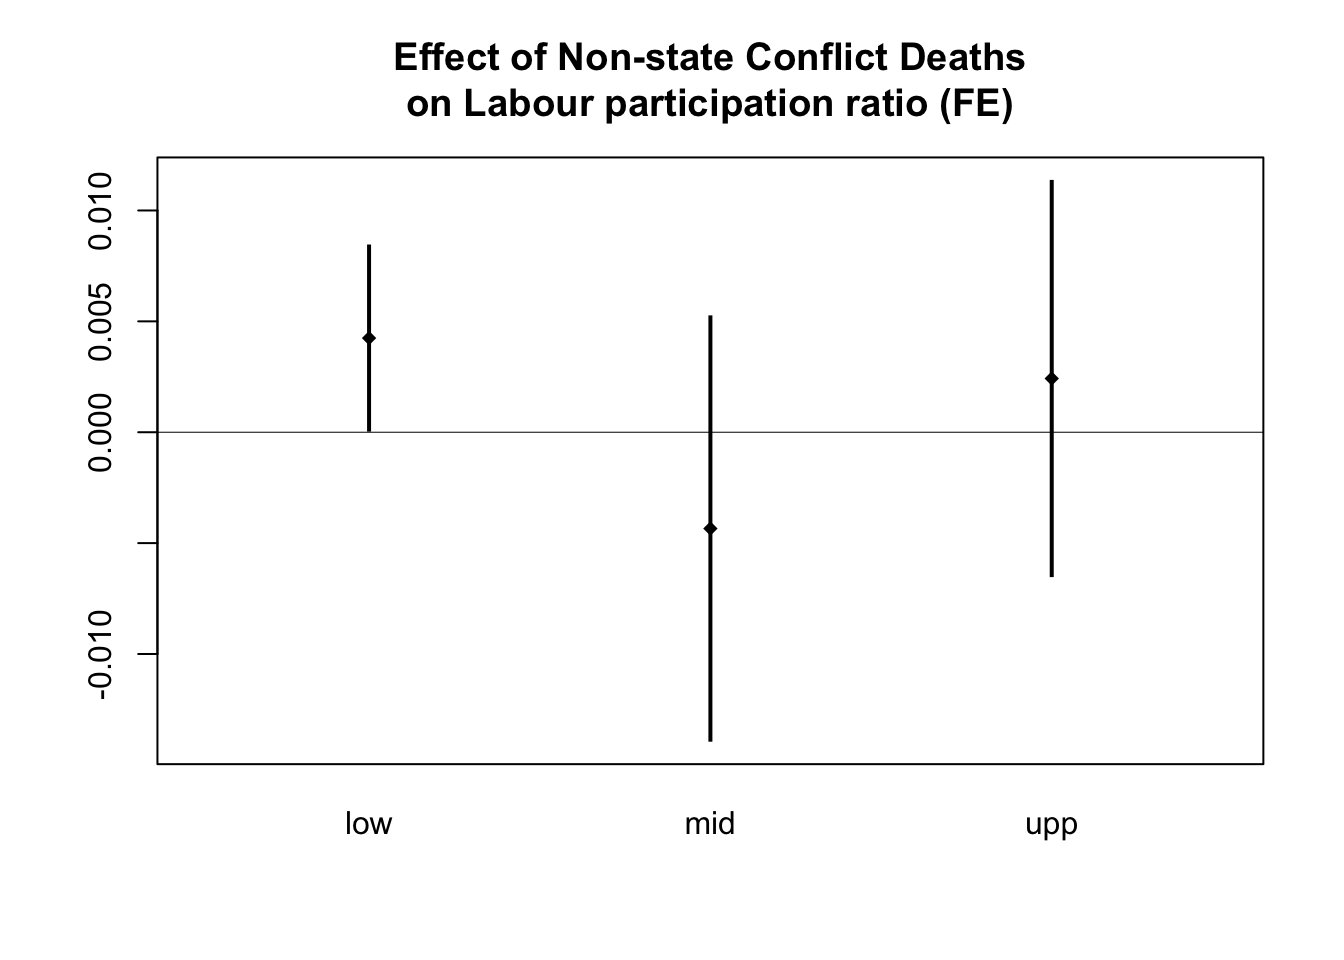 Effect of Non-state Conflict Deaths
on Labour participation ratio (FE)
0.010
0.005
0.000
-0.010
low mid upp